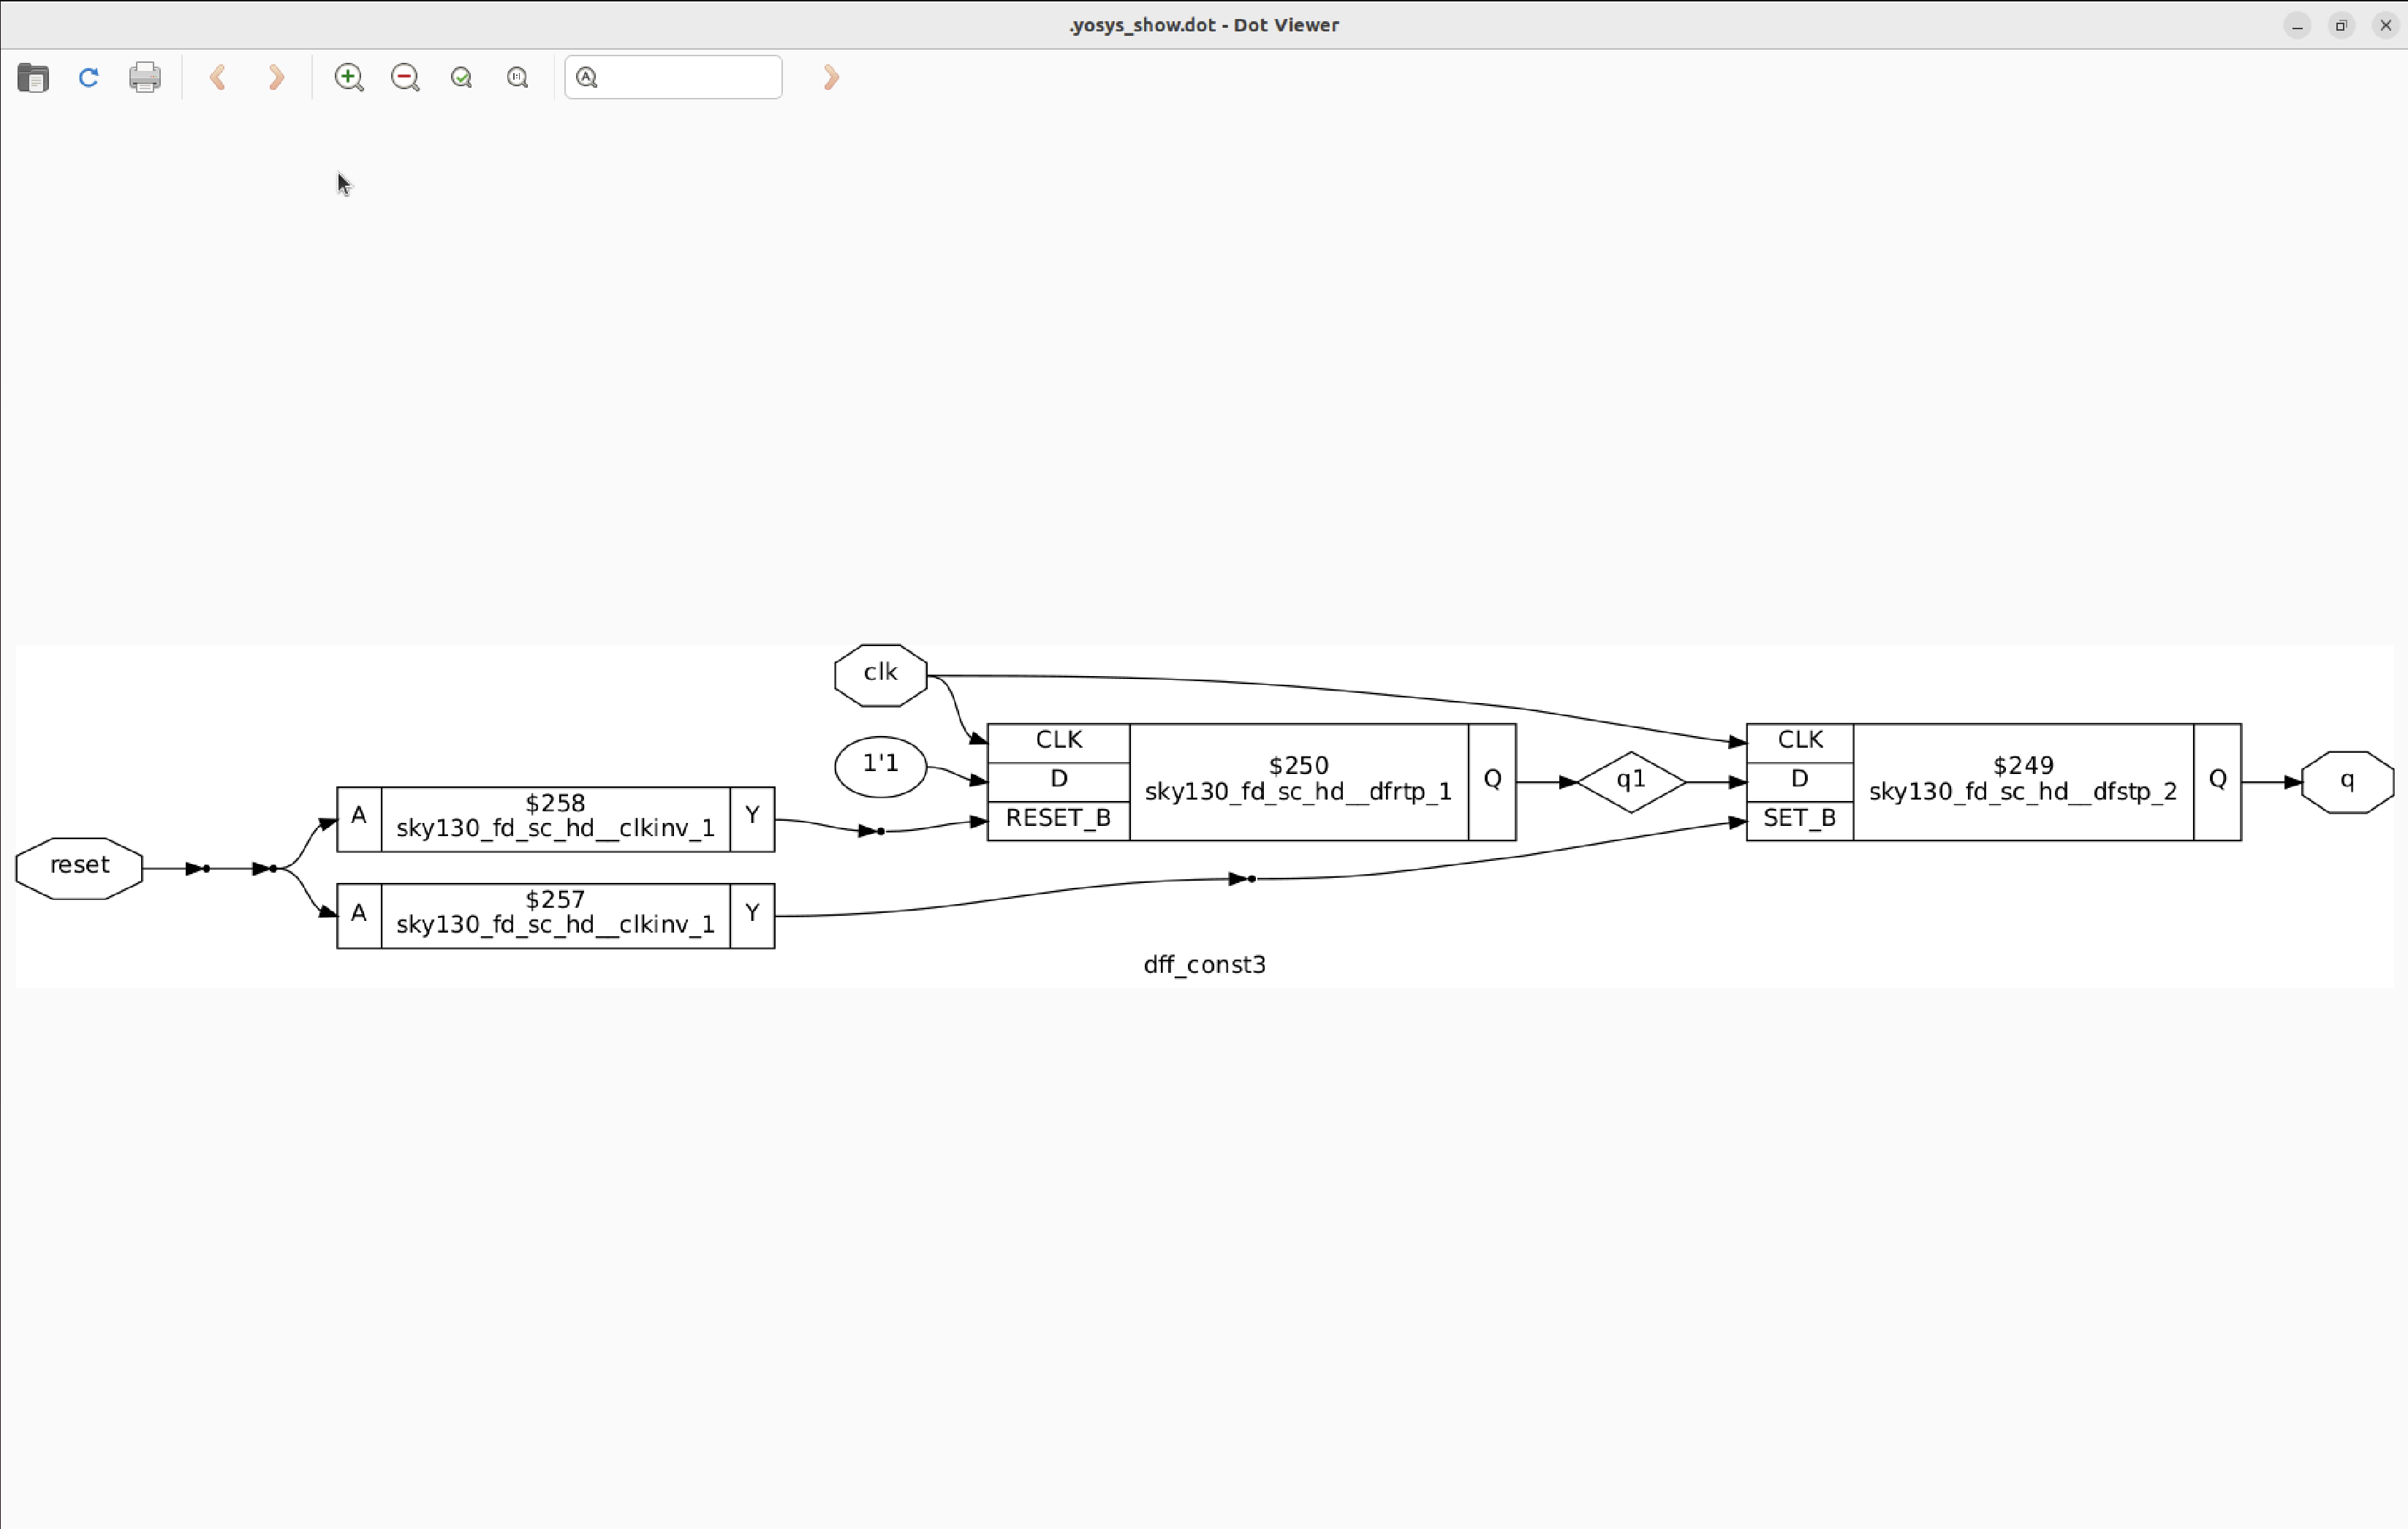 .yosys_show.dot - Dot Viewer
clk
1'1
CLK
D
RESET_B
$250
sky130_fd_sc_hd__dfrtp_1
Q
q1
CLK
D
SET_B
$249
sky130_fd_sc_hd__dfstp_2
Q
q
reset
A
$258
sky130_fd_sc_hd__clkinv_1
Y
A
$257
sky130_fd_sc_hd__clkinv_1
Y
dff_const3